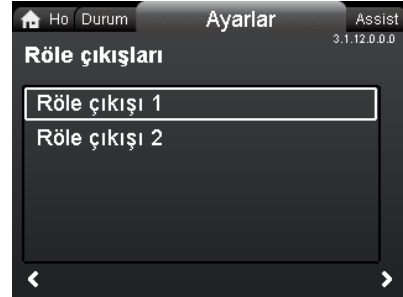 Ho Durum Ayarlar Assist
3.1.12.0.0.0
Röle çıkışları
Röle çıkışı 1
Röle çıkışı 2